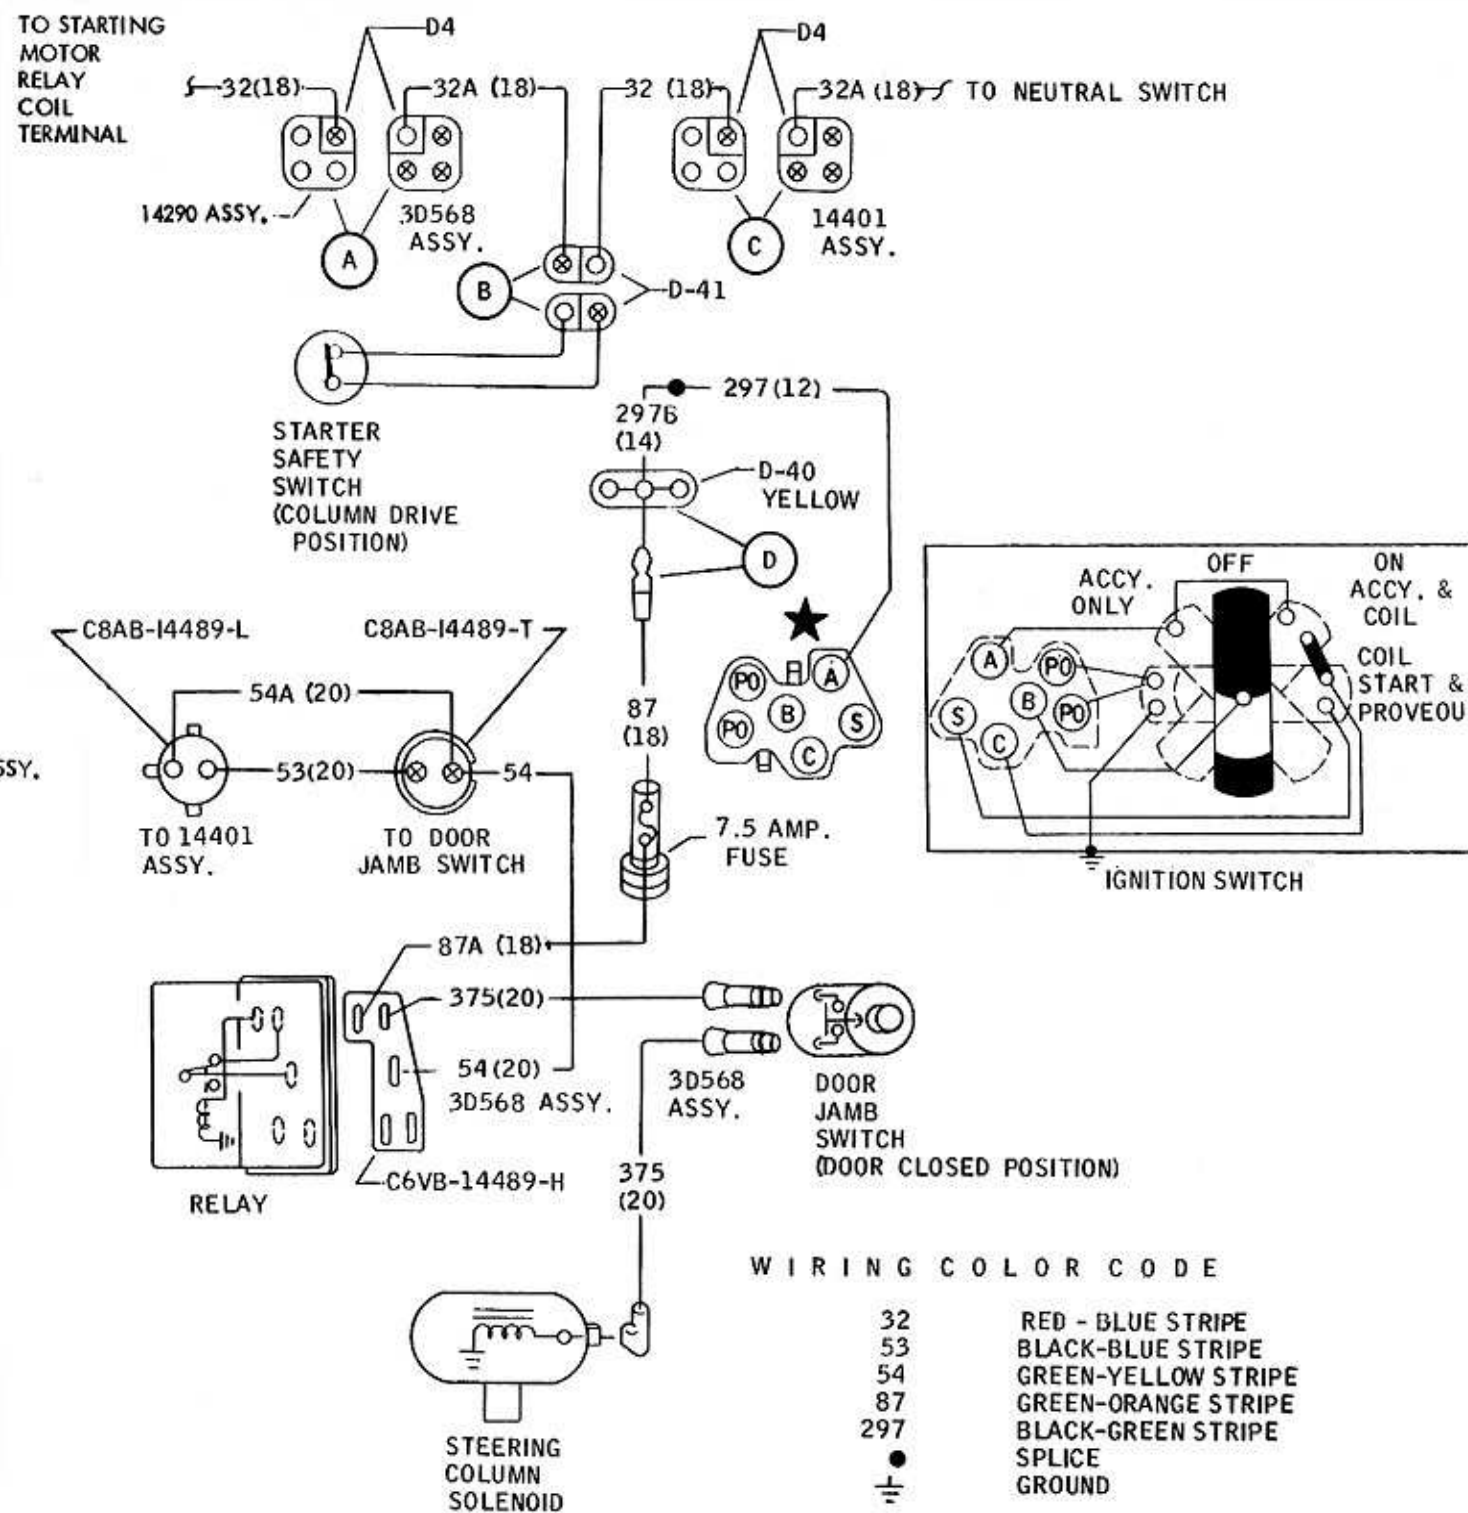 TO STARTING
MOTOR
RELAY
COIL
TERMINAL
D4
D4
32(18)
32A (18)
32 (18)
32A (18)
TO NEUTRAL SWITCH
14290 ASSY.
3D568
ASSY.
14401
ASSY.
A
C
B
D-41
STARTER
SAFETY
SWITCH
(COLUMN DRIVE
POSITION)
297(12)
297B
(14)
D-40
YELLOW
D
C8AB-14489-L
C8AB-14489-T
54A (20)
53(20)
54
SSY.
TO 14401
ASSY.
TO DOOR
JAMB SWITCH
87
(18)
PO
A
B
S
PO
C
7.5 AMP.
FUSE
ACCY.
ONLY
OFF
ON
ACCY. &
COIL
COIL
START &
PROVEOU
A
PO
B
PO
S
C
IGNITION SWITCH
87A (18)
375(20)
54(20)
3D568 ASSY.
C6VB-14489-H
RELAY
3D568
ASSY.
DOOR
JAMB
SWITCH
(DOOR CLOSED POSITION)
375
(20)
STEERING
COLUMN
SOLENOID
WIRING COLOR CODE
32 RED - BLUE STRIPE
53 BLACK-BLUE STRIPE
54 GREEN-YELLOW STRIPE
87 GREEN-ORANGE STRIPE
297 BLACK-GREEN STRIPE
SPLICE
GROUND